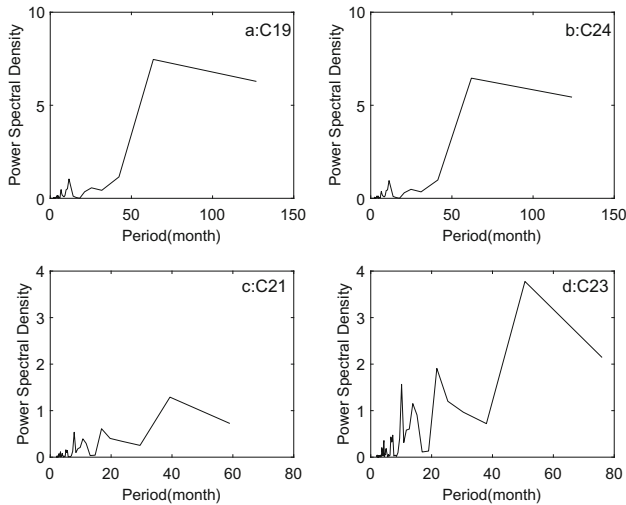 a:C19
Power Spectral Density
10
5
0
0 50 100 150
Period(month)
b:C24
Power Spectral Density
10
5
0
0 50 100 150
Period(month)
c:C21
Power Spectral Density
4
3
2
1
0
0 20 40 60 80
Period(month)
d:C23
Power Spectral Density
4
3
2
1
0
0 20 40 60 80
Period(month)